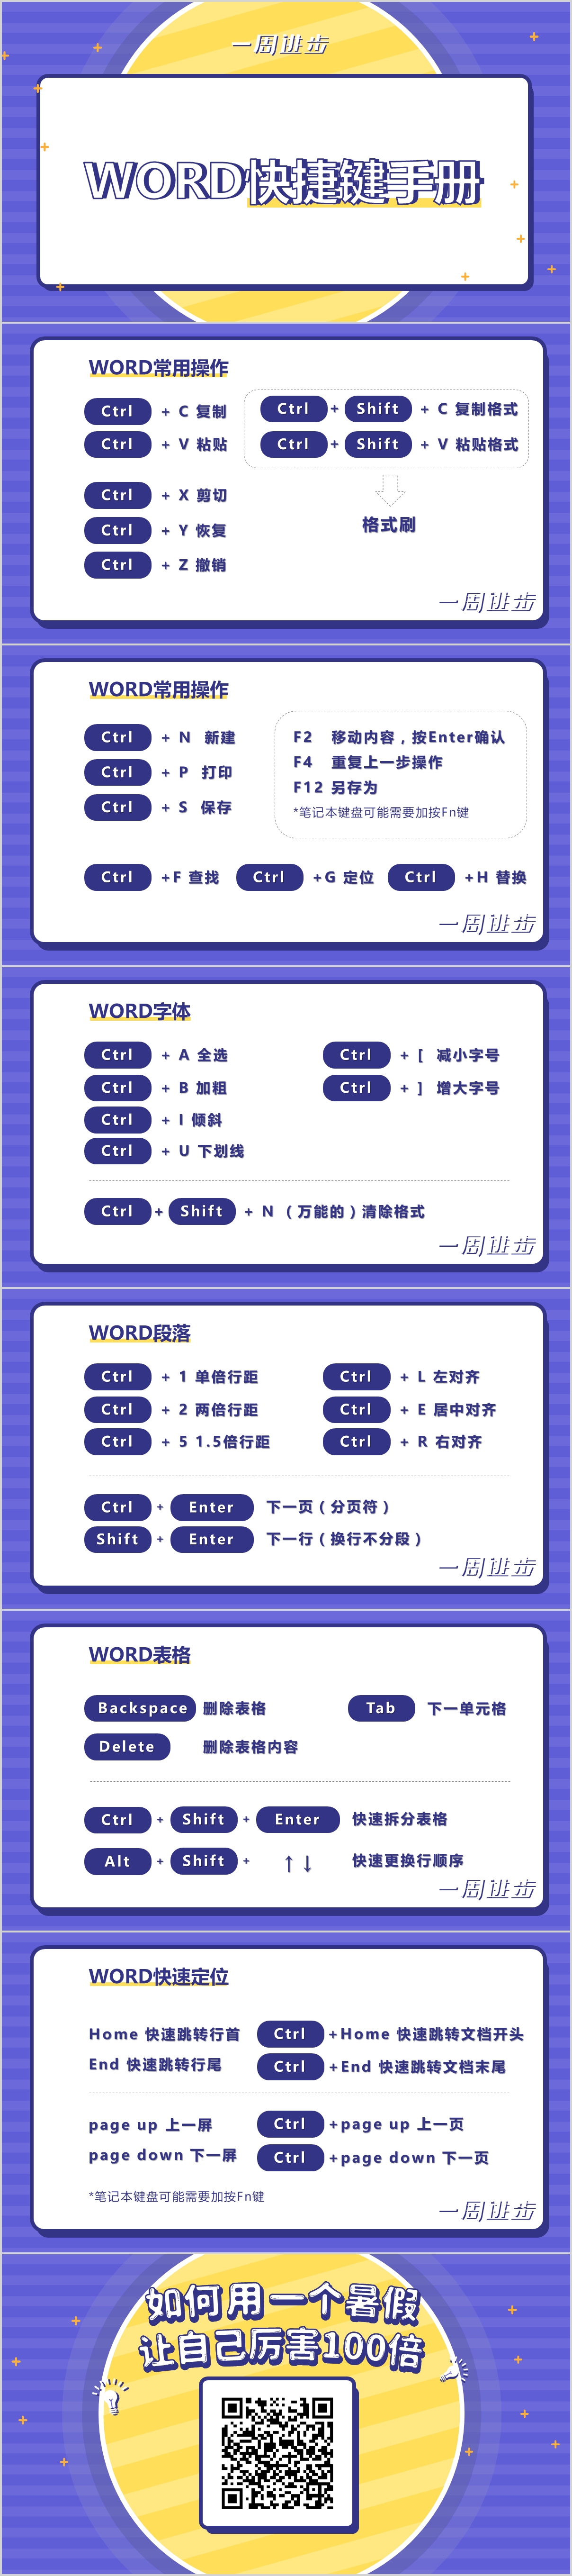 一周进步
WORD快捷键手册
WORD常用操作
Ctrl + C 复制
Ctrl + V 粘贴
Ctrl + X 剪切
Ctrl + Y 恢复
Ctrl + Z 撤销
Ctrl + Shift + C 复制格式
Ctrl + Shift + V 粘贴格式
格式刷
一周进步
WORD常用操作
Ctrl + N 新建
Ctrl + P 打印
Ctrl + S 保存
F2 移动内容，按Enter确认
F4 重复上一步操作
F12 另存为
*笔记本键盘可能需要加按Fn键
Ctrl +F 查找 Ctrl +G 定位 Ctrl +H 替换
一周进步
WORD字体
Ctrl + A 全选
Ctrl + B 加粗
Ctrl + I 倾斜
Ctrl + U 下划线
Ctrl + [ 减小字号
Ctrl + ] 增大字号
Ctrl + Shift + N （万能的）清除格式
一周进步
WORD段落
Ctrl + 1 单倍行距
Ctrl + 2 两倍行距
Ctrl + 5 1.5倍行距
Ctrl + L 左对齐
Ctrl + E 居中对齐
Ctrl + R 右对齐
Ctrl + Enter 下一页（分页符）
Shift + Enter 下一行（换行不分段）
一周进步
WORD表格
Backspace 删除表格
Delete 删除表格内容
Tab 下一单元格
Ctrl + Shift + Enter 快速拆分表格
Alt + Shift + ↑↓ 快速更换行顺序
一周进步
WORD快速定位
Home 快速跳转行首
End 快速跳转行尾
Ctrl +Home 快速跳转文档开头
Ctrl +End 快速跳转文档末尾
page up 上一屏
page down 下一屏
Ctrl +page up 上一页
Ctrl +page down 下一页
*笔记本键盘可能需要加按Fn键
一周进步
如何用一个暑假
让自己厉害100倍